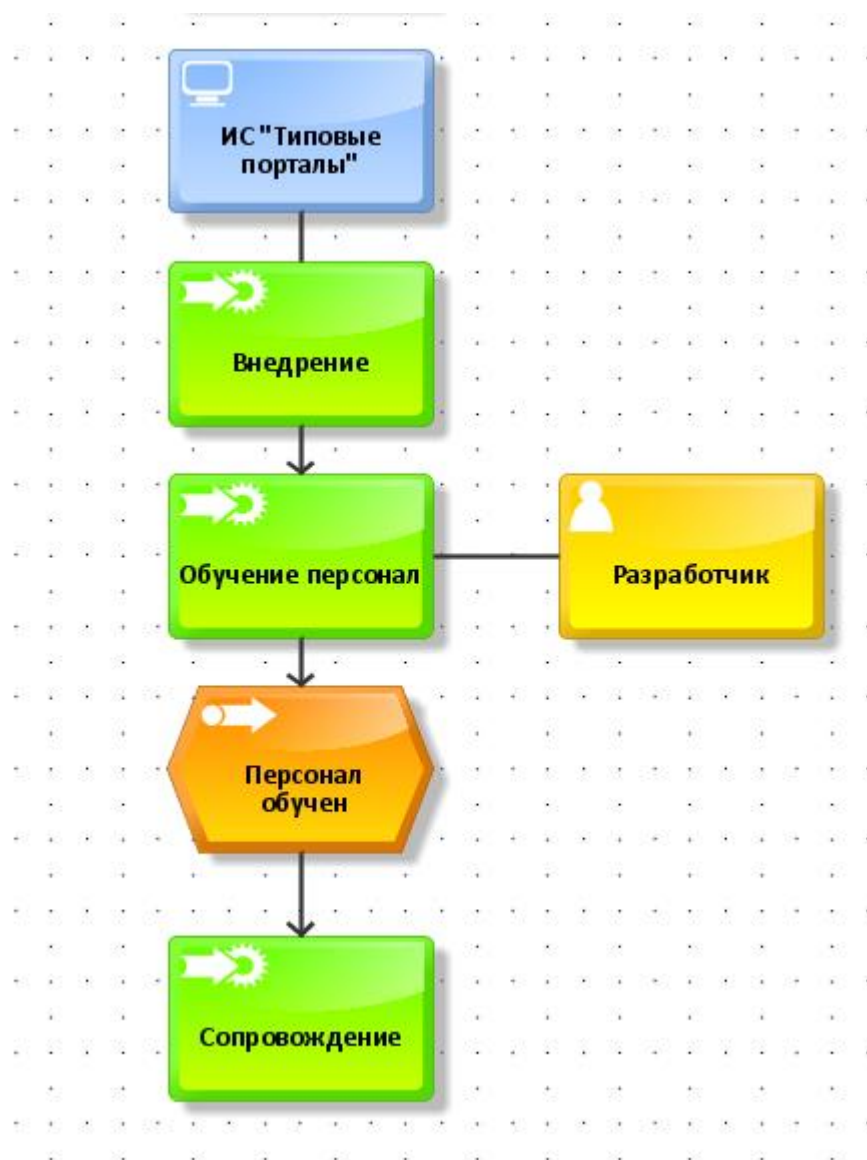 ИС "Типовые
порталы"
Внедрение
Обучение персонал
Разработчик
Персонал
обучен
Сопровождение